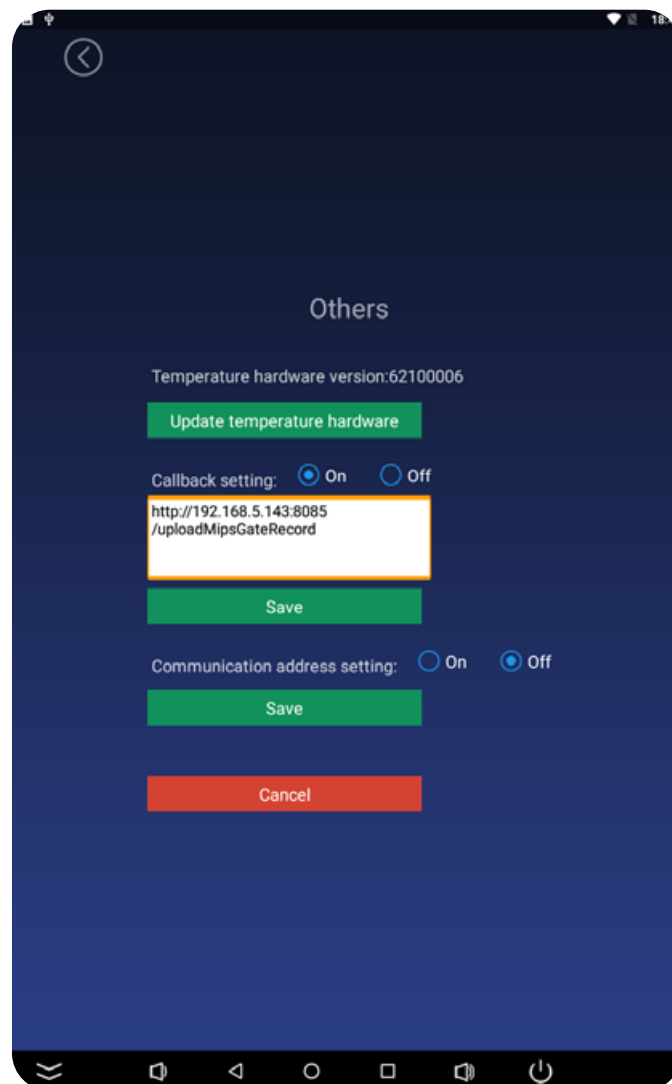 Others
Temperature hardware version:62100006
Update temperature hardware
Callback setting: On Off
http://192.168.5.143:8085
/uploadMipsGateRecord
Save
Communication address setting: On Off
Save
Cancel